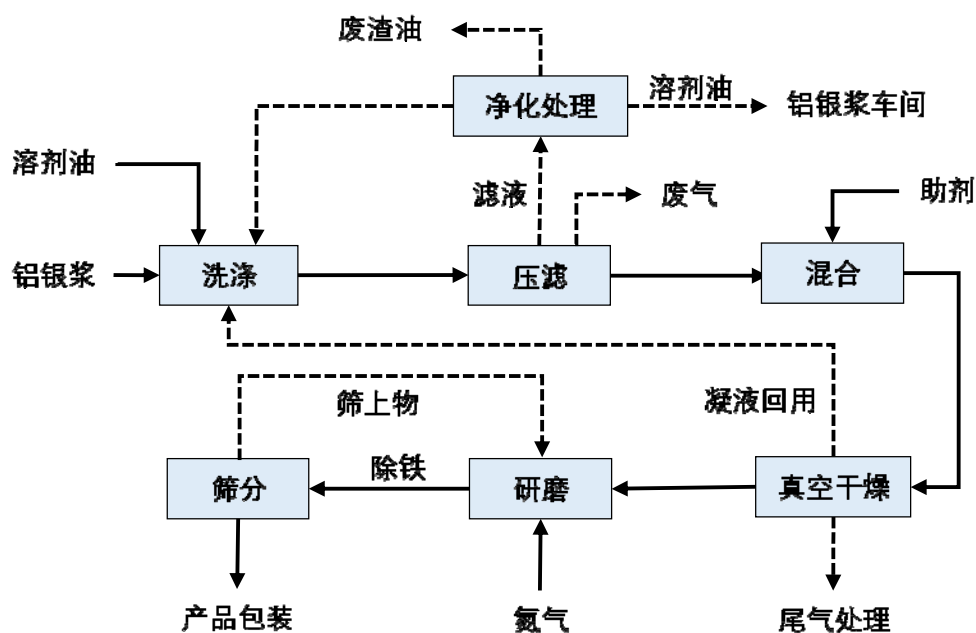 废渣油
净化处理
溶剂油
铝银浆车间
溶剂油
滤液
废气
助剂
铝银浆
洗涤
压滤
混合
筛上物
凝液回用
筛分
除铁
研磨
真空干燥
产品包装
氮气
尾气处理